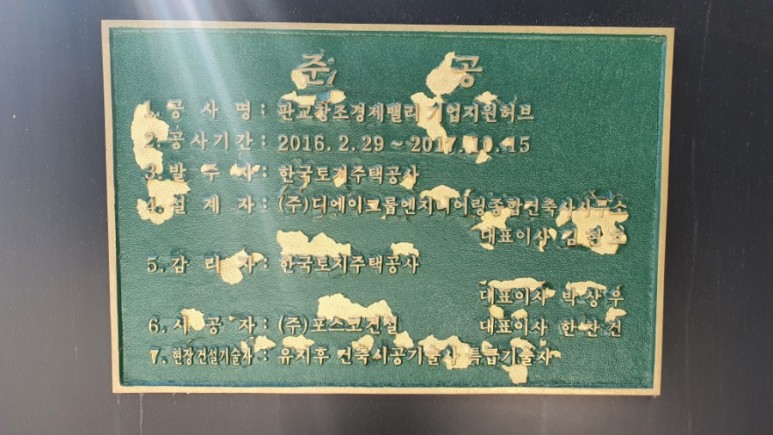 준 공
1. 공 사 명 : 판교창조경제밸리 기업지원허브
2. 공사기간 : 2016. 2. 29 ~ 2017. 10. 15
3. 발 주 자 : 한국토지주택공사
4. 설 계 자 : (주)디에이그룹엔지니어링종합건축사사무소
대표이사
5. 감 리 자 : 한국토지주택공사
대표이사 박 상 우
6. 시 공 자 : (주)포스코건설 대표이사 한 찬 건
7. 현장건설기술사 : 유지후 건축시공기술사 특급기술자